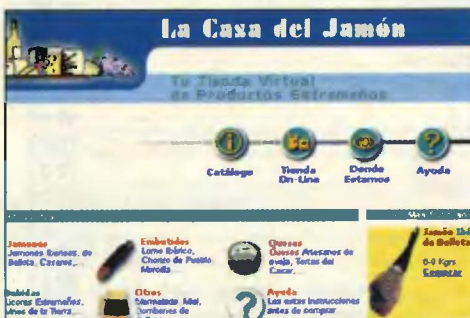 La Casa del Jamón
Tu Tienda Virtual
de Productos Extremeños
Catálogo
Tienda
On-Line
Donde
Estamos
Ayuda
Jamones
Jamones Ibericos, de
Bellota, Caseros,
Embutidos
Lomo Ibérico,
Chorizo de Pueblo
Morcilla
Quesos
Quesos Artesanos de
oveja, Tortas del
Casar
Jamón
de Bellota
Kgrs
Comprar
Bebidas
Licores Extremeños,
Vinos de la Tierra
Otros
Mermelada, Miel,
Bombones de
Ayuda
Lea estas instrucciones
antes de comprar